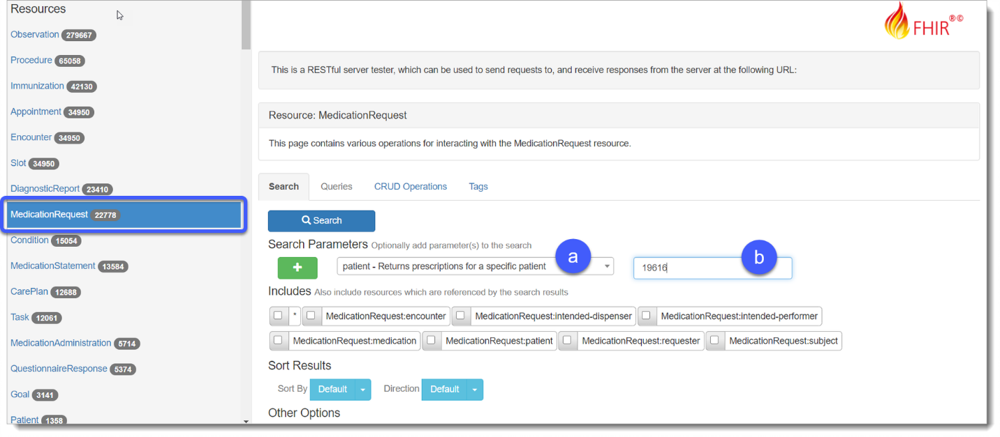 Resources
Observation 279667
Procedure 65058
Immunization 42130
Appointment 34950
Encounter 34950
Slot 34950
DiagnosticReport 23410
MedicationRequest 22778
Condition 15054
MedicationStatement 13584
CarePlan 12688
Task 12061
MedicationAdministration 5714
QuestionnaireResponse 5374
Goal 3141
Patient 1358
FHIR®©
This is a RESTful server tester, which can be used to send requests to, and receive responses from the server at the following URL:
Resource: MedicationRequest
This page contains various operations for interacting with the MedicationRequest resource.
Search Queries CRUD Operations Tags
Search
Search Parameters Optionally add parameter(s) to the search
+ patient - Returns prescriptions for a specific patient a 19616 b
Includes Also include resources which are referenced by the search results
* MedicationRequest:encounter MedicationRequest:intended-dispenser MedicationRequest:intended-performer
MedicationRequest:medication MedicationRequest:patient MedicationRequest:requester MedicationRequest:subject
Sort Results
Sort By Default Direction Default
Other Options